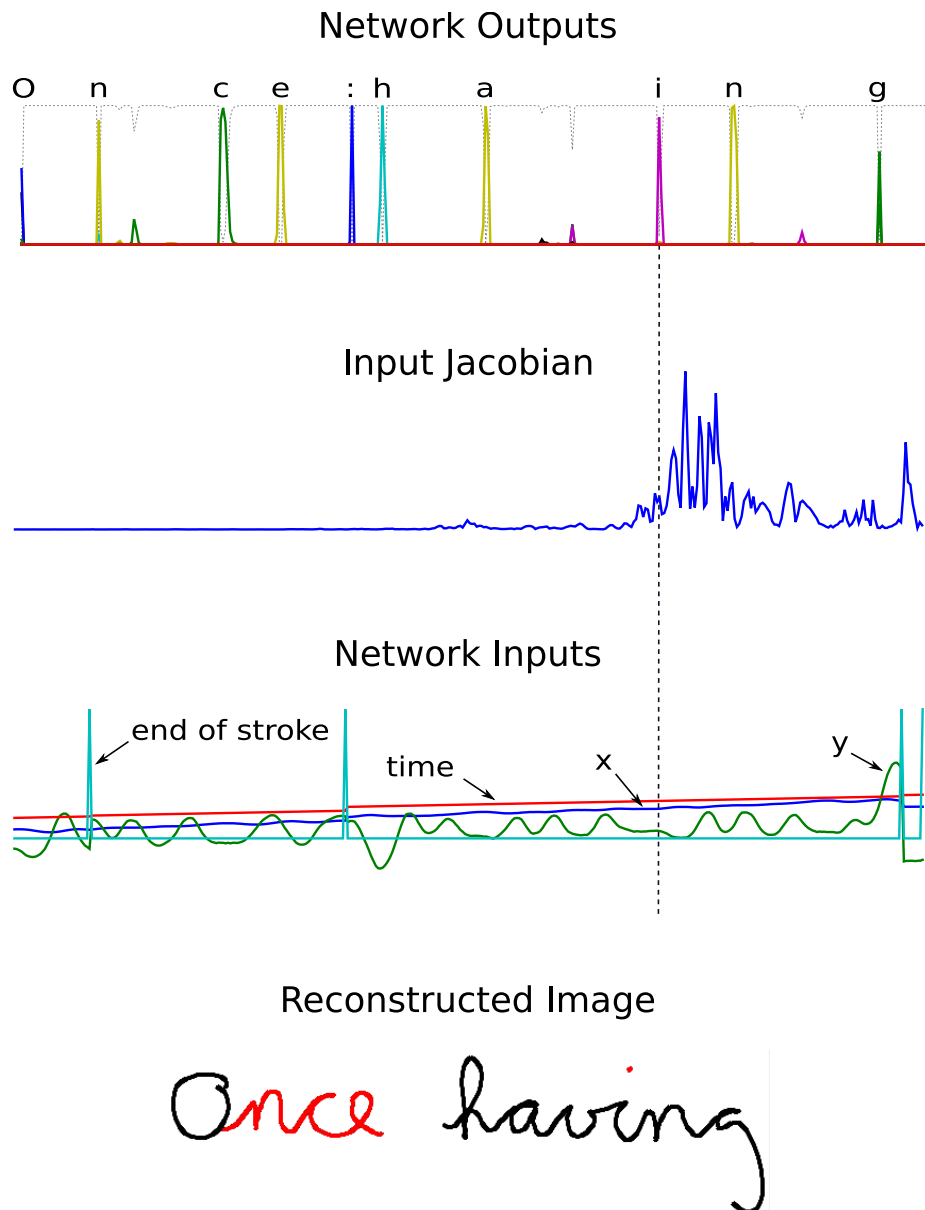 Network Outputs
O n c e : h a i n g
Input Jacobian
Network Inputs
end of stroke
time
x
y
Reconstructed Image
Once having